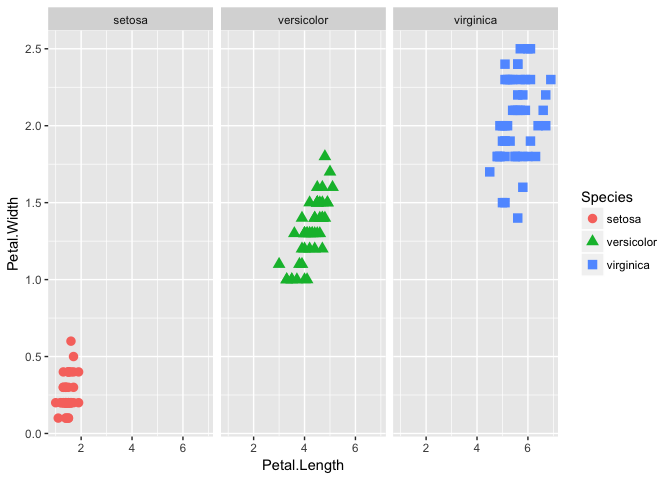 setosa
versicolor
virginica
2.5
2.0
1.5
1.0
0.5
0.0
Petal.Width
2 4 6
2 4 6
2 4 6
Petal.Length
Species
setosa
versicolor
virginica